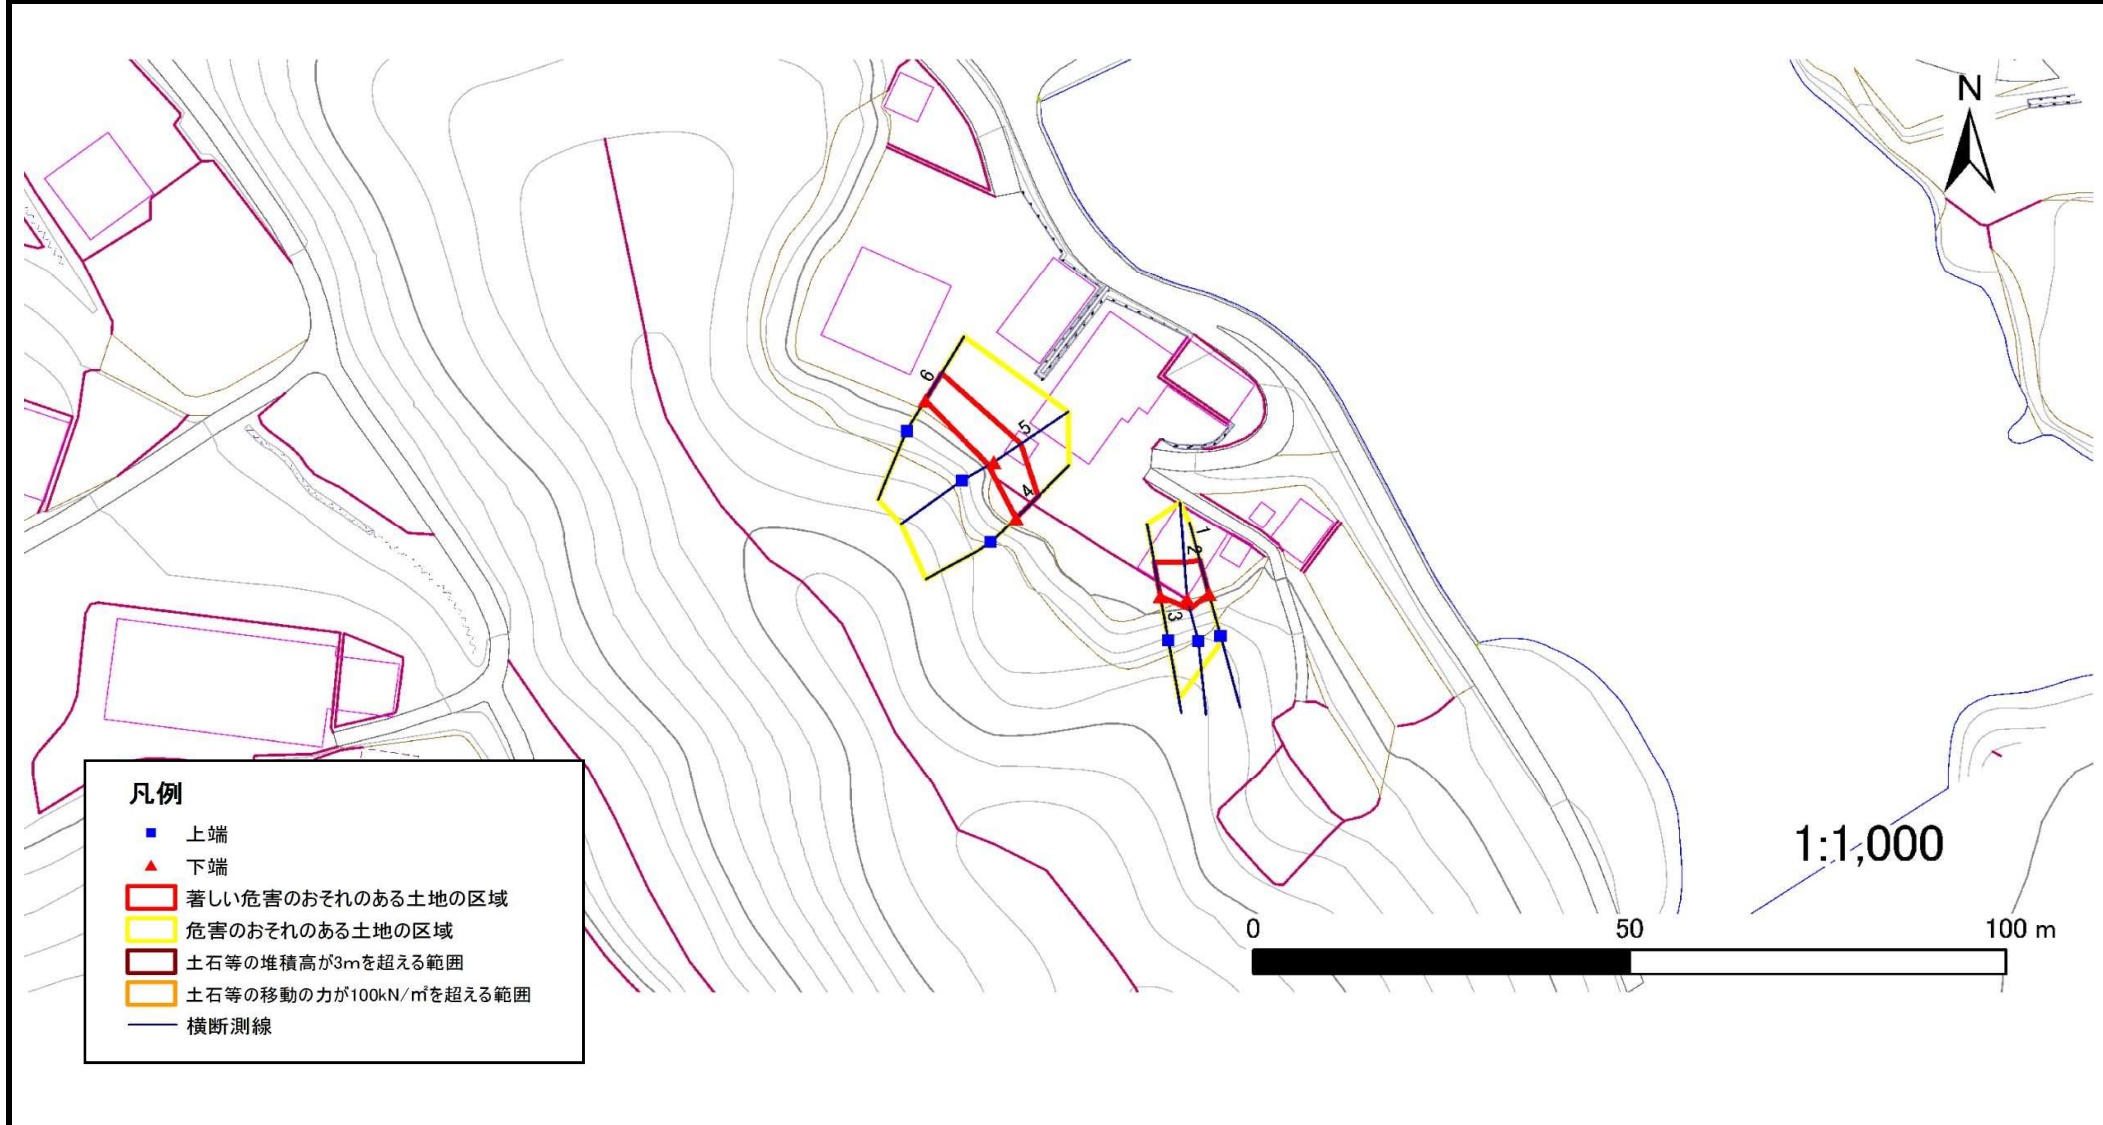 N
6
5
4
1
2
3
凡例
上端
下端
著しい危害のおそれのある土地の区域
危害のおそれのある土地の区域
土石等の堆積高が3mを超える範囲
土石等の移動の力が100kN/㎡を超える範囲
横断測線
1:1,000
0 50 100 m